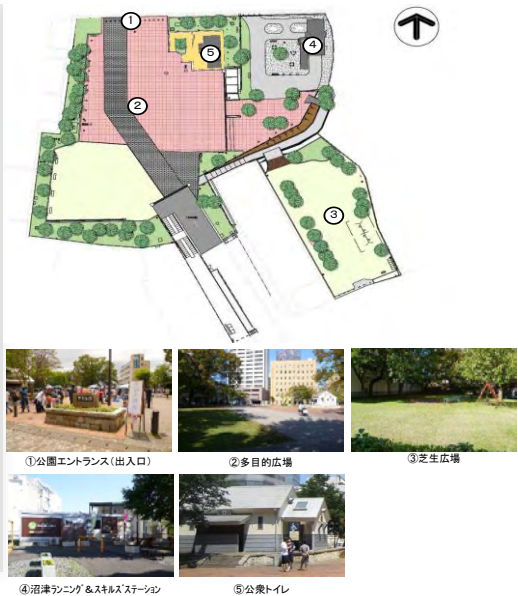 ①
⑤
④
②
③
①公園エントランス(出入口)
②多目的広場
③芝生広場
④沼津ランニング&スキルズステーション
⑤公衆トイレ